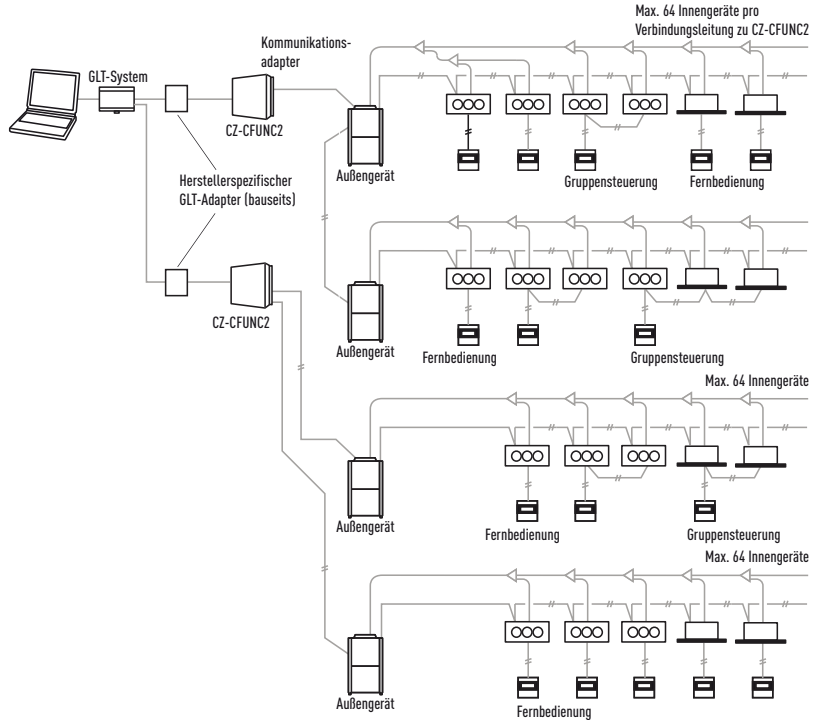 Max. 64 Innengeräte pro
Verbindungsleitung zu CZ-CFUNC2
Kommunikations-
adapter
GLT-System
CZ-CFUNC2
Außengerät
Gruppensteuerung
Fernbedienung
Herstellerspezifischer
GLT-Adapter (bauseits)
CZ-CFUNC2
Außengerät
Fernbedienung
Gruppensteuerung
Max. 64 Innengeräte
Außengerät
Fernbedienung
Gruppensteuerung
Max. 64 Innengeräte
Außengerät
Fernbedienung